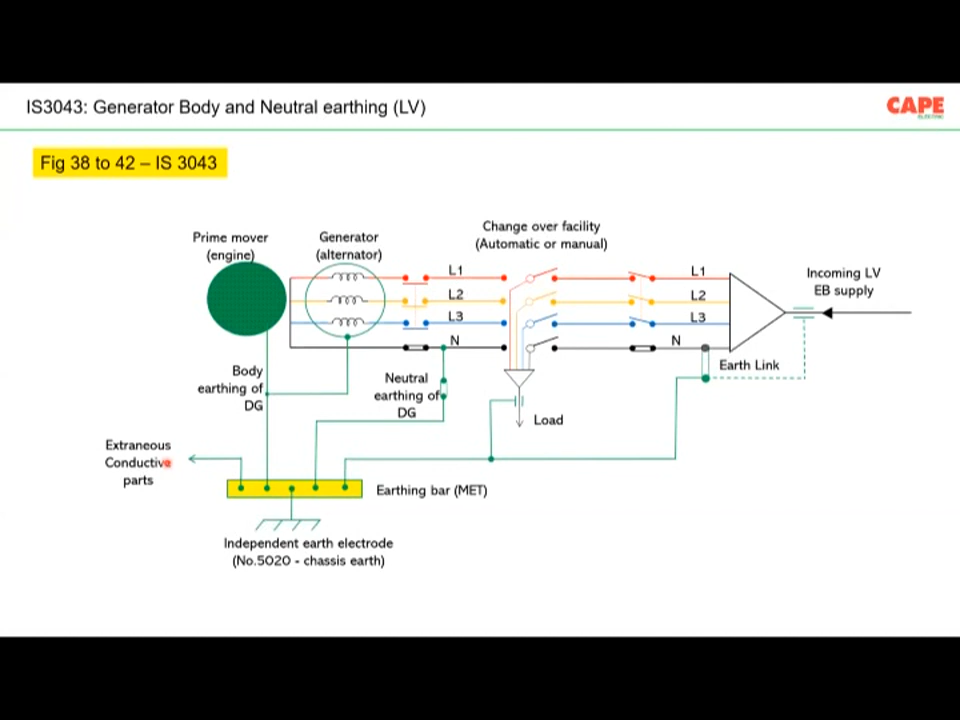 IS3043: Generator Body and Neutral earthing (LV)
CAPE
ELECTRIC
Fig 38 to 42 – IS 3043
Change over facility
(Automatic or manual)
Prime mover
(engine)
Generator
(alternator)
L1
L1
Incoming LV
EB supply
L2
L2
L3
L3
N
N
Earth Link
Body
earthing of
DG
Neutral
earthing of
DG
Load
Extraneous
Conductive
parts
Earthing bar (MET)
Independent earth electrode
(No.5020 - chassis earth)